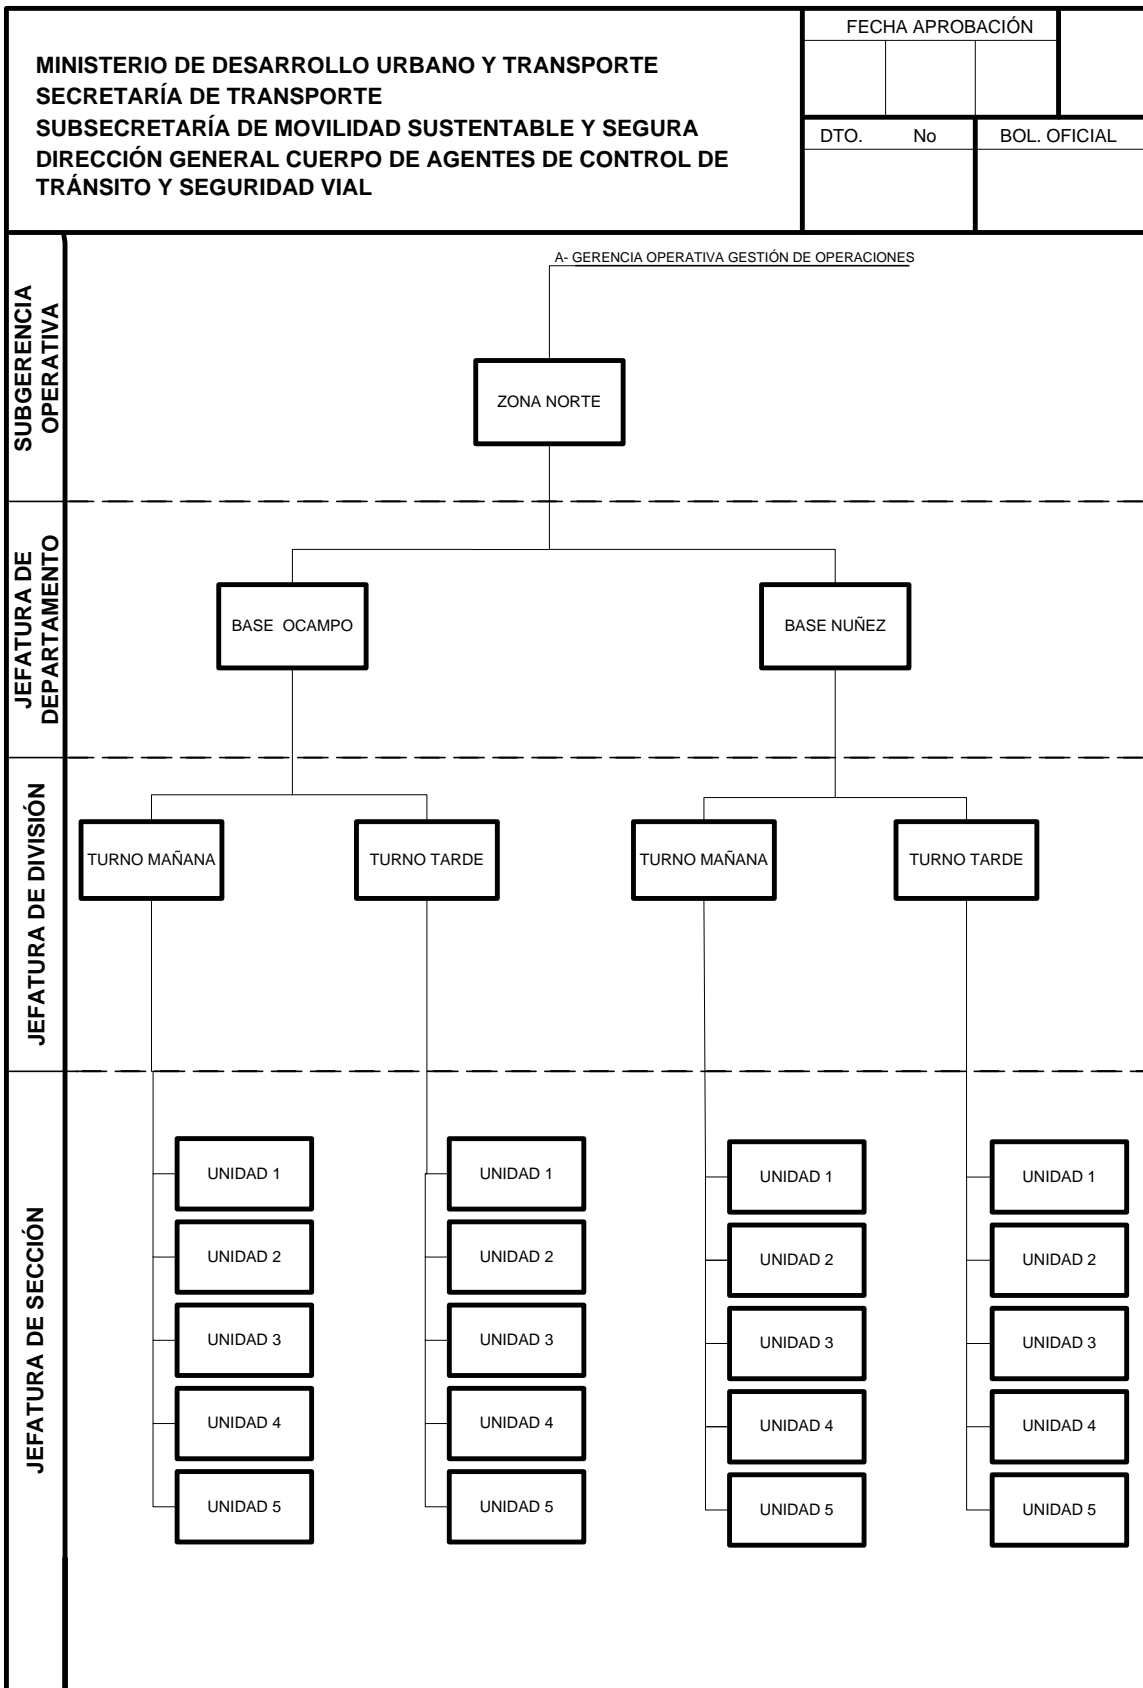 MINISTERIO DE DESARROLLO URBANO Y TRANSPORTE
SECRETARÍA DE TRANSPORTE
SUBSECRETARÍA DE MOVILIDAD SUSTENTABLE Y SEGURA
DIRECCIÓN GENERAL CUERPO DE AGENTES DE CONTROL DE
TRÁNSITO Y SEGURIDAD VIAL
FECHA APROBACIÓN
DTO. No
BOL. OFICIAL
SUBGERENCIA
OPERATIVA
A- GERENCIA OPERATIVA GESTIÓN DE OPERACIONES
ZONA NORTE
JEFATURA DE
DEPARTAMENTO
BASE OCAMPO
BASE NUÑEZ
JEFATURA DE DIVISIÓN
TURNO MAÑANA
TURNO TARDE
TURNO MAÑANA
TURNO TARDE
JEFATURA DE SECCIÓN
UNIDAD 1
UNIDAD 2
UNIDAD 3
UNIDAD 4
UNIDAD 5
UNIDAD 1
UNIDAD 2
UNIDAD 3
UNIDAD 4
UNIDAD 5
UNIDAD 1
UNIDAD 2
UNIDAD 3
UNIDAD 4
UNIDAD 5
UNIDAD 1
UNIDAD 2
UNIDAD 3
UNIDAD 4
UNIDAD 5